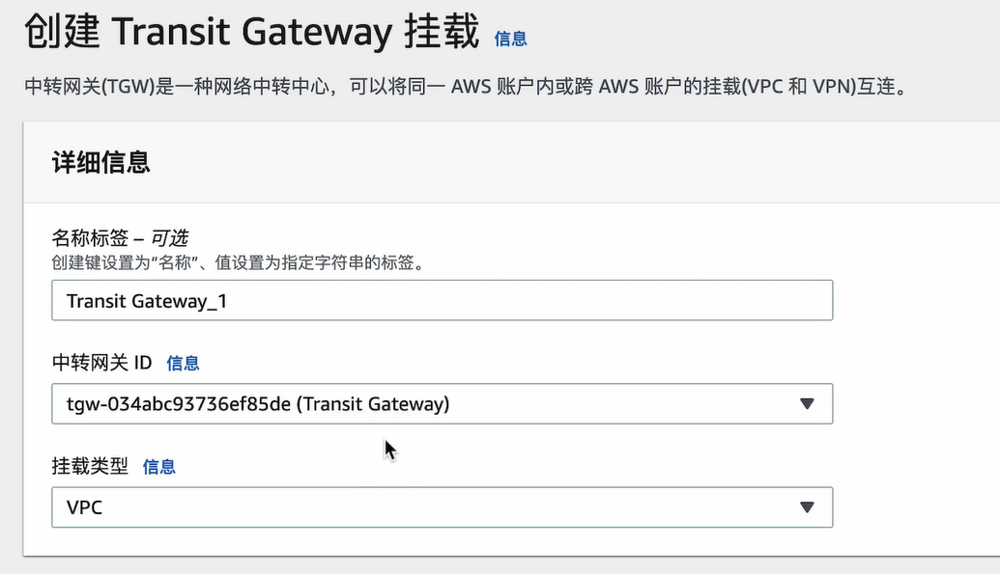 创建 Transit Gateway 挂载 信息
中转网关(TGW)是一种网络中转中心，可以将同一 AWS 账户内或跨 AWS 账户的挂载(VPC 和 VPN)互连。
详细信息
名称标签 – 可选
创建键设置为“名称”、值设置为指定字符串的标签。
Transit Gateway_1
中转网关 ID 信息
tgw-034abc93736ef85de (Transit Gateway)
挂载类型 信息
VPC